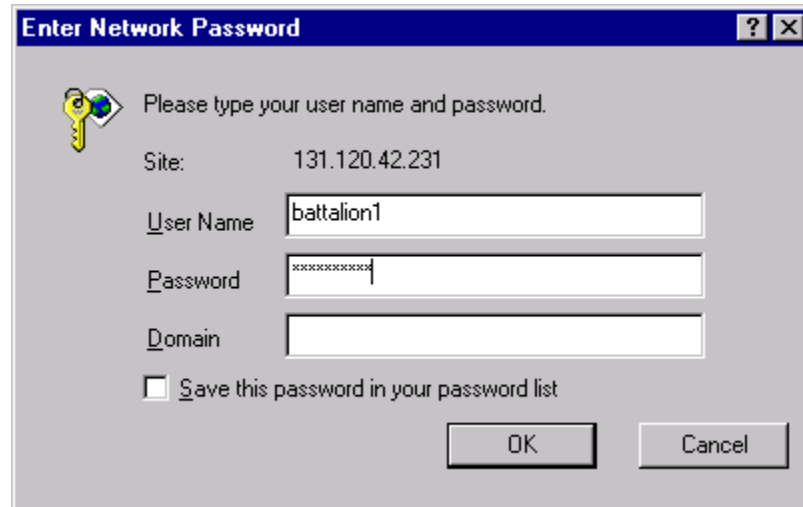 Enter Network Password
Please type your user name and password.
Site: 131.120.42.231
User Name battalion1
Password xxxxxxxxxx
Domain
Save this password in your password list
OK Cancel